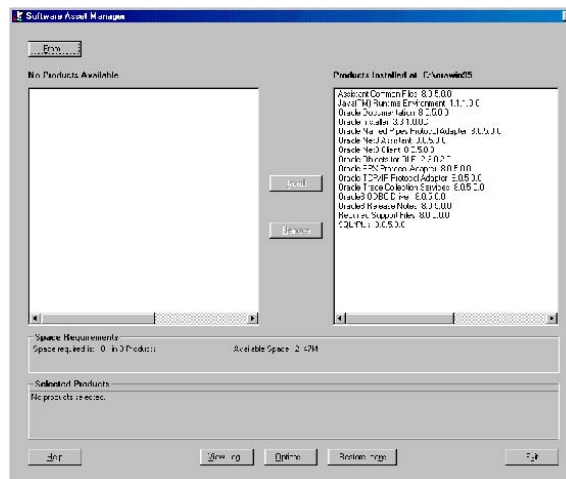 Software Asset Manager
From...
No Products Available
Products Installed at: C:\orawin95
Assistant Common Files 8.0.5.0.0
Java(TM) Runtime Environment 1.1.1.0.0
Oracle Documentation 8.0.5.0.0
Oracle Installer 3.3.1.0.0C
Oracle Named Pipes Protocol Adapter 8.0.5.0.0
Oracle Net8 Assistant 8.0.5.0.0
Oracle Net8 Client 8.0.5.0.0
Oracle Objects for OLE 2.3.0.2.0
Oracle SPX Protocol Adapter 8.0.5.0.0
Oracle TCP/IP Protocol Adapter 8.0.5.0.0
Oracle Trace Collection Services 8.0.5.0.0
Oracle8 ODBC Driver 8.0.5.0.0
Oracle8 Release Notes 8.0.5.0.0
Required Support Files 8.0.5.0.0
SQL*Plus 8.0.5.0.0
Install
Remove
Space Requirements
Space required is: 0 in 0 Products
Available Space
Selected Products
No products selected.
Help
View Log
Options
Exit